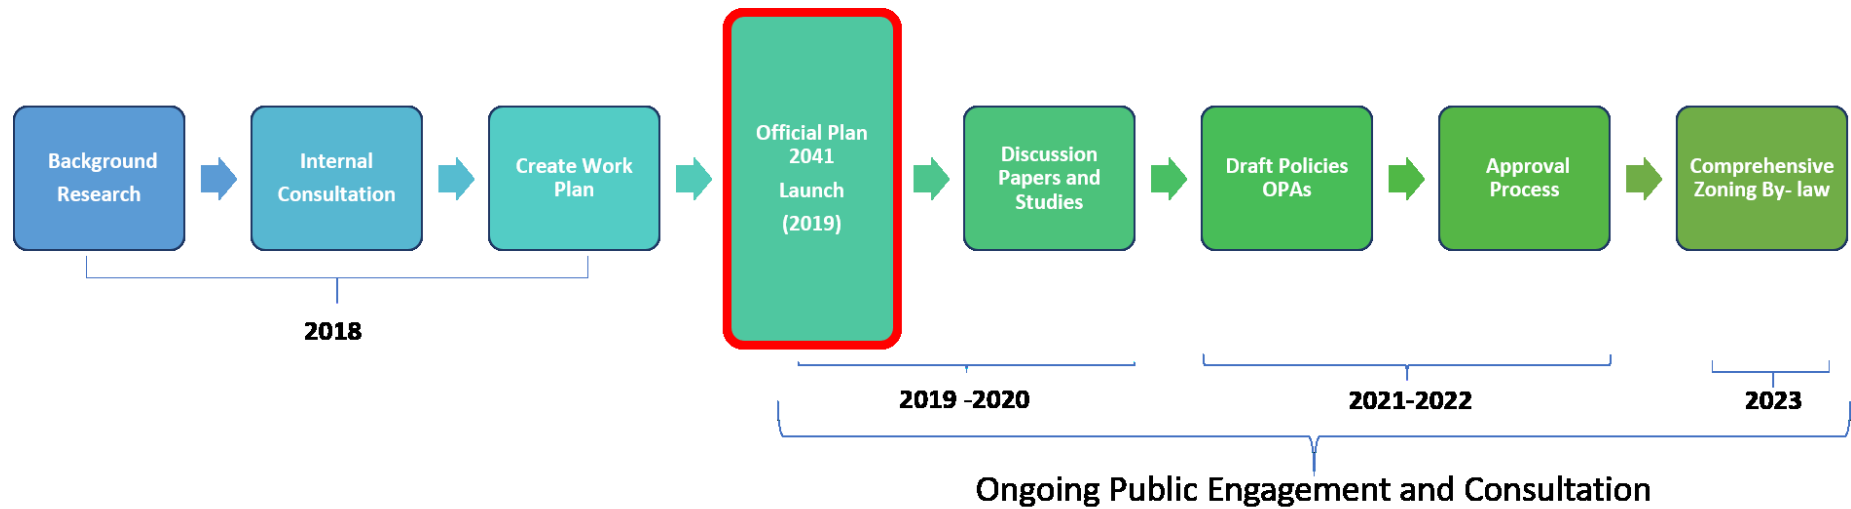 Background
Research
Internal
Consultation
Create Work
Plan
Official Plan
2041
Launch
(2019)
Discussion
Papers and
Studies
Draft Policies
OPAs
Approval
Process
Comprehensive
Zoning By- law
2018
2019 -2020
2021-2022
2023
Ongoing Public Engagement and Consultation